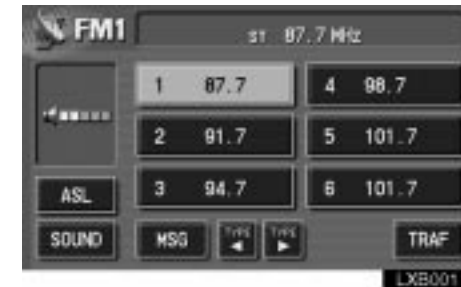 FM1 ST 87.7 MHz
1 87.7 4 98.7
2 91.7 5 101.7
ASL 3 94.7 6 101.7
SOUND MSG TYPE ◄ TYPE ► TRAF
LXB001